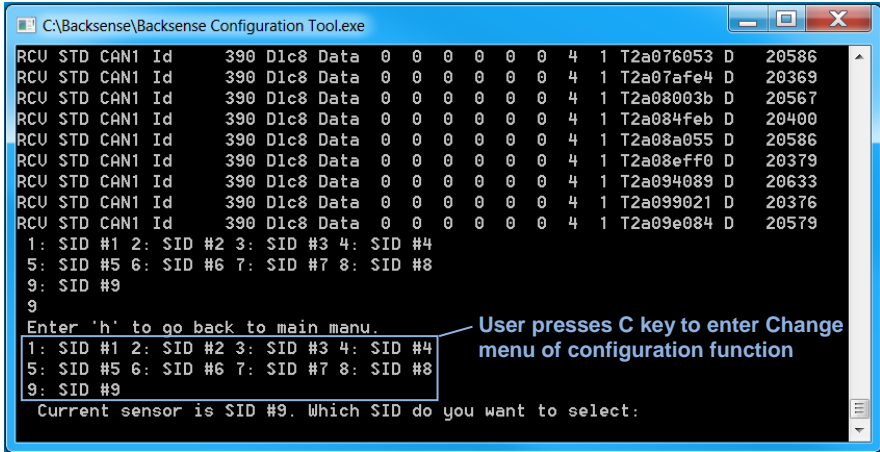 C:\Backsense\Backsense Configuration Tool.exe
RCV STD CAN1 Id 390 Dlc8 Data 0 0 0 0 0 0 4 1 T2a076053 D 20586
RCV STD CAN1 Id 390 Dlc8 Data 0 0 0 0 0 0 4 1 T2a07afe4 D 20369
RCV STD CAN1 Id 390 Dlc8 Data 0 0 0 0 0 0 4 1 T2a08003b D 20567
RCV STD CAN1 Id 390 Dlc8 Data 0 0 0 0 0 0 4 1 T2a084feb D 20400
RCV STD CAN1 Id 390 Dlc8 Data 0 0 0 0 0 0 4 1 T2a08a055 D 20586
RCV STD CAN1 Id 390 Dlc8 Data 0 0 0 0 0 0 4 1 T2a08eff0 D 20379
RCV STD CAN1 Id 390 Dlc8 Data 0 0 0 0 0 0 4 1 T2a094089 D 20633
RCV STD CAN1 Id 390 Dlc8 Data 0 0 0 0 0 0 4 1 T2a099021 D 20376
RCV STD CAN1 Id 390 Dlc8 Data 0 0 0 0 0 0 4 1 T2a09e084 D 20579
1: SID #1 2: SID #2 3: SID #3 4: SID #4
5: SID #5 6: SID #6 7: SID #7 8: SID #8
9: SID #9
9
Enter 'h' to go back to main manu.
1: SID #1 2: SID #2 3: SID #3 4: SID #4
5: SID #5 6: SID #6 7: SID #7 8: SID #8
9: SID #9
Current sensor is SID #9. Which SID do you want to select:
User presses C key to enter Change
menu of configuration function